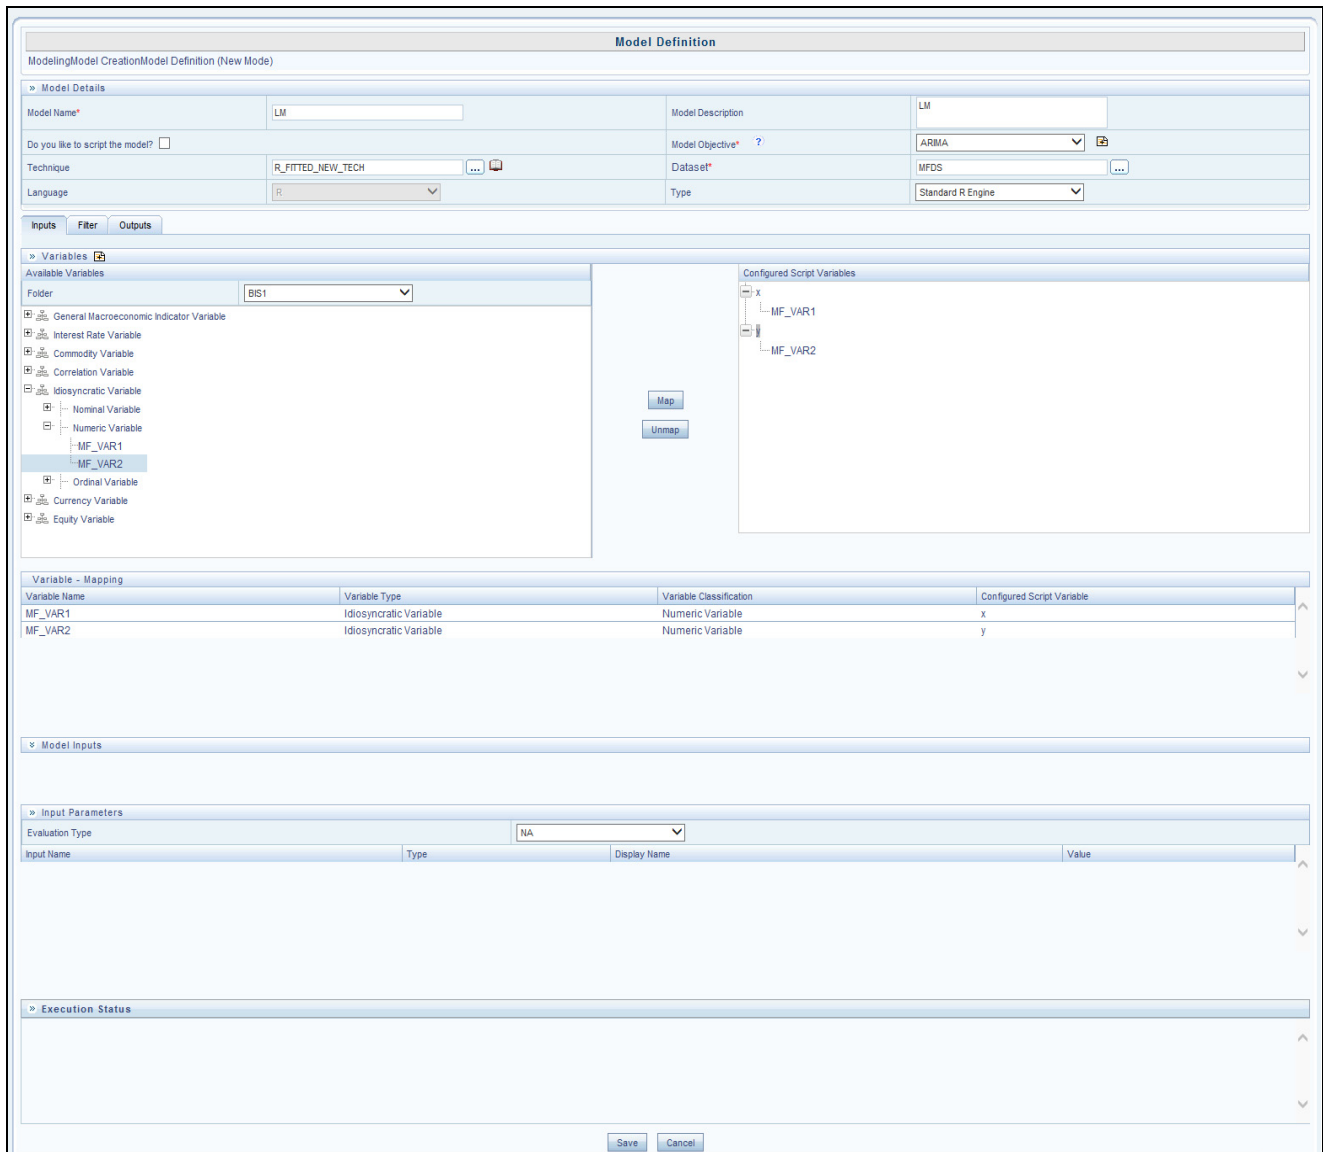 Model Definition
ModelingModel CreationModel Definition (New Mode)
» Model Details
Model Name* LM Model Description LM
Do you like to script the model? Model Objective* ? ARIMA
Technique R_FITTED_NEW_TECH ... Dataset* MFDS ...
Language R Type Standard R Engine
Inputs Filter Outputs
» Variables
Available Variables Configured Script Variables
Folder BIS1
General Macroeconomic Indicator Variable
Interest Rate Variable
Commodity Variable
Correlation Variable
Idiosyncratic Variable
Nominal Variable
Numeric Variable
MF_VAR1
MF_VAR2
Ordinal Variable
Currency Variable
Equity Variable
Map
Unmap
x
MF_VAR1
y
MF_VAR2
Variable - Mapping
Variable Name Variable Type Variable Classification Configured Script Variable
MF_VAR1 Idiosyncratic Variable Numeric Variable x
MF_VAR2 Idiosyncratic Variable Numeric Variable y
Model Inputs
» Input Parameters
Evaluation Type NA
Input Name Type Display Name Value
» Execution Status
Save Cancel